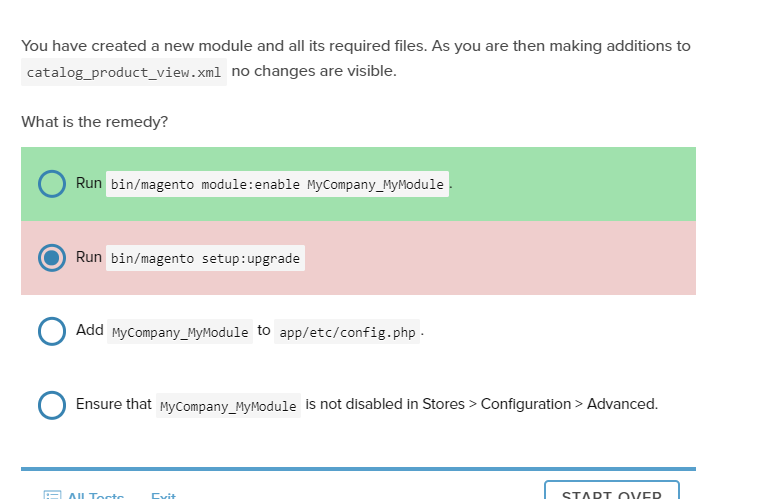 You have created a new module and all its required files. As you are then making additions to
catalog_product_view.xml no changes are visible.
What is the remedy?
Run bin/magento module:enable MyCompany_MyModule.
Run bin/magento setup:upgrade
Add MyCompany_MyModule to app/etc/config.php.
Ensure that MyCompany_MyModule is not disabled in Stores > Configuration > Advanced.
All Tests Exit START OVER